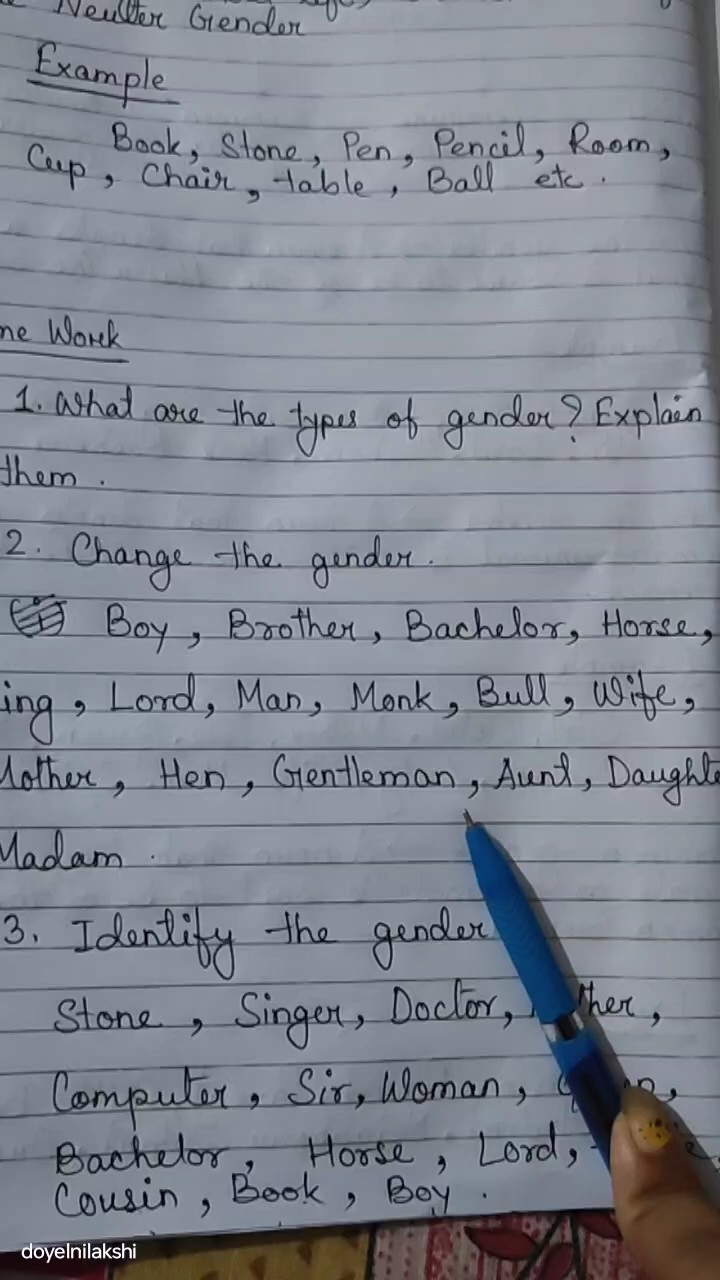 Neuter Gender
Example
Book, Stone, Pen, Pencil, Room,
Cup, Chair, table, Ball etc.
me Work
1. What are the types of gender? Explain
them.
2. Change the gender.
Boy, Brother, Bachelor, Horse,
ing, Lord, Man, Monk, Bull, Wife,
Mother, Hen, Gentleman, Aunt, Daughte
Madam.
3. Identify the gender
Stone, Singer, Doctor, ther,
Computer, Sir, Woman,
Bachelor, Horse, Lord,
Cousin, Book, Boy.
doyelnilakshi